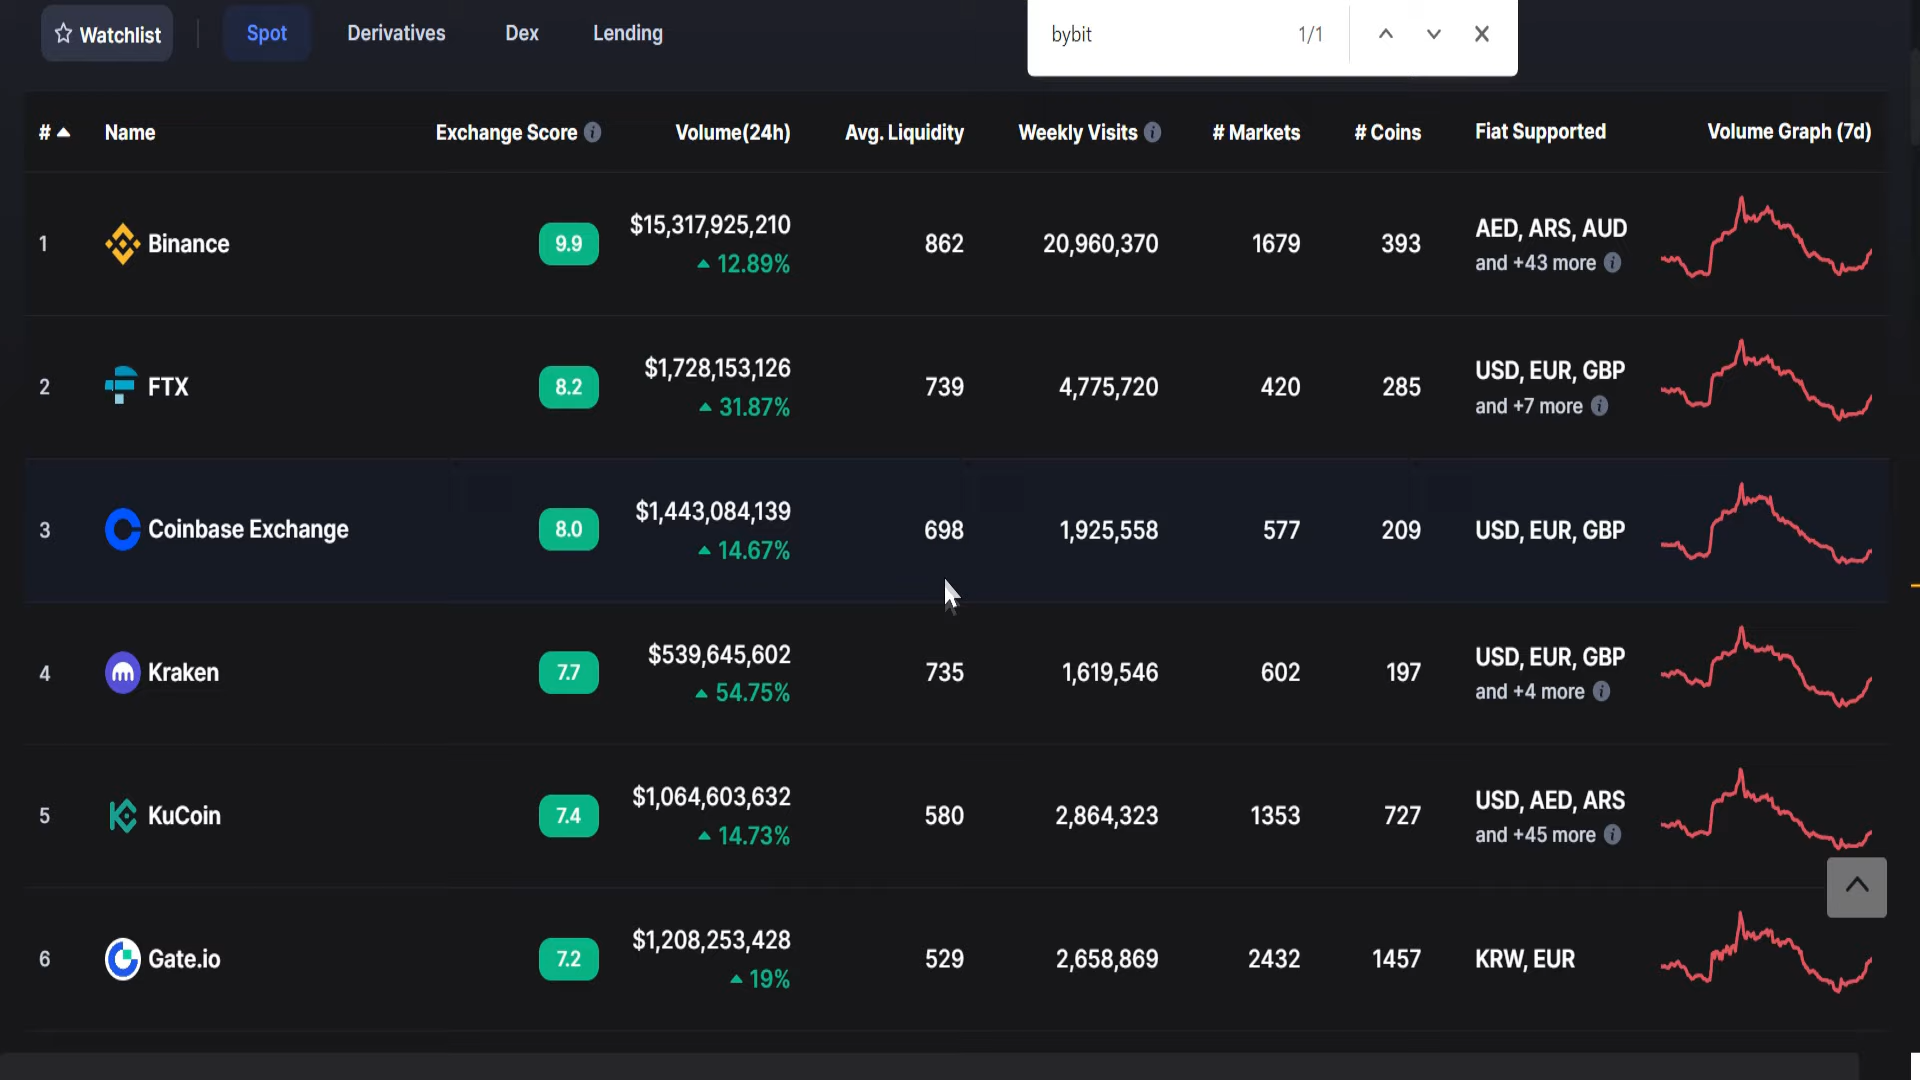 Watchlist Spot Derivatives Dex Lending bybit 1/1
# Name Exchange Score Volume(24h) Avg. Liquidity Weekly Visits # Markets # Coins Fiat Supported Volume Graph (7d)
1 Binance 9.9 $15,317,925,210 862 20,960,370 1679 393 AED, ARS, AUD
12.89% and +43 more
2 FTX 8.2 $1,728,153,126 739 4,775,720 420 285 USD, EUR, GBP
31.87% and +7 more
3 Coinbase Exchange 8.0 $1,443,084,139 698 1,925,558 577 209 USD, EUR, GBP
14.67%
4 Kraken 7.7 $539,645,602 735 1,619,546 602 197 USD, EUR, GBP
54.75% and +4 more
5 KuCoin 7.4 $1,064,603,632 580 2,864,323 1353 727 USD, AED, ARS
14.73% and +45 more
6 Gate.io 7.2 $1,208,253,428 529 2,658,869 2432 1457 KRW, EUR
19%